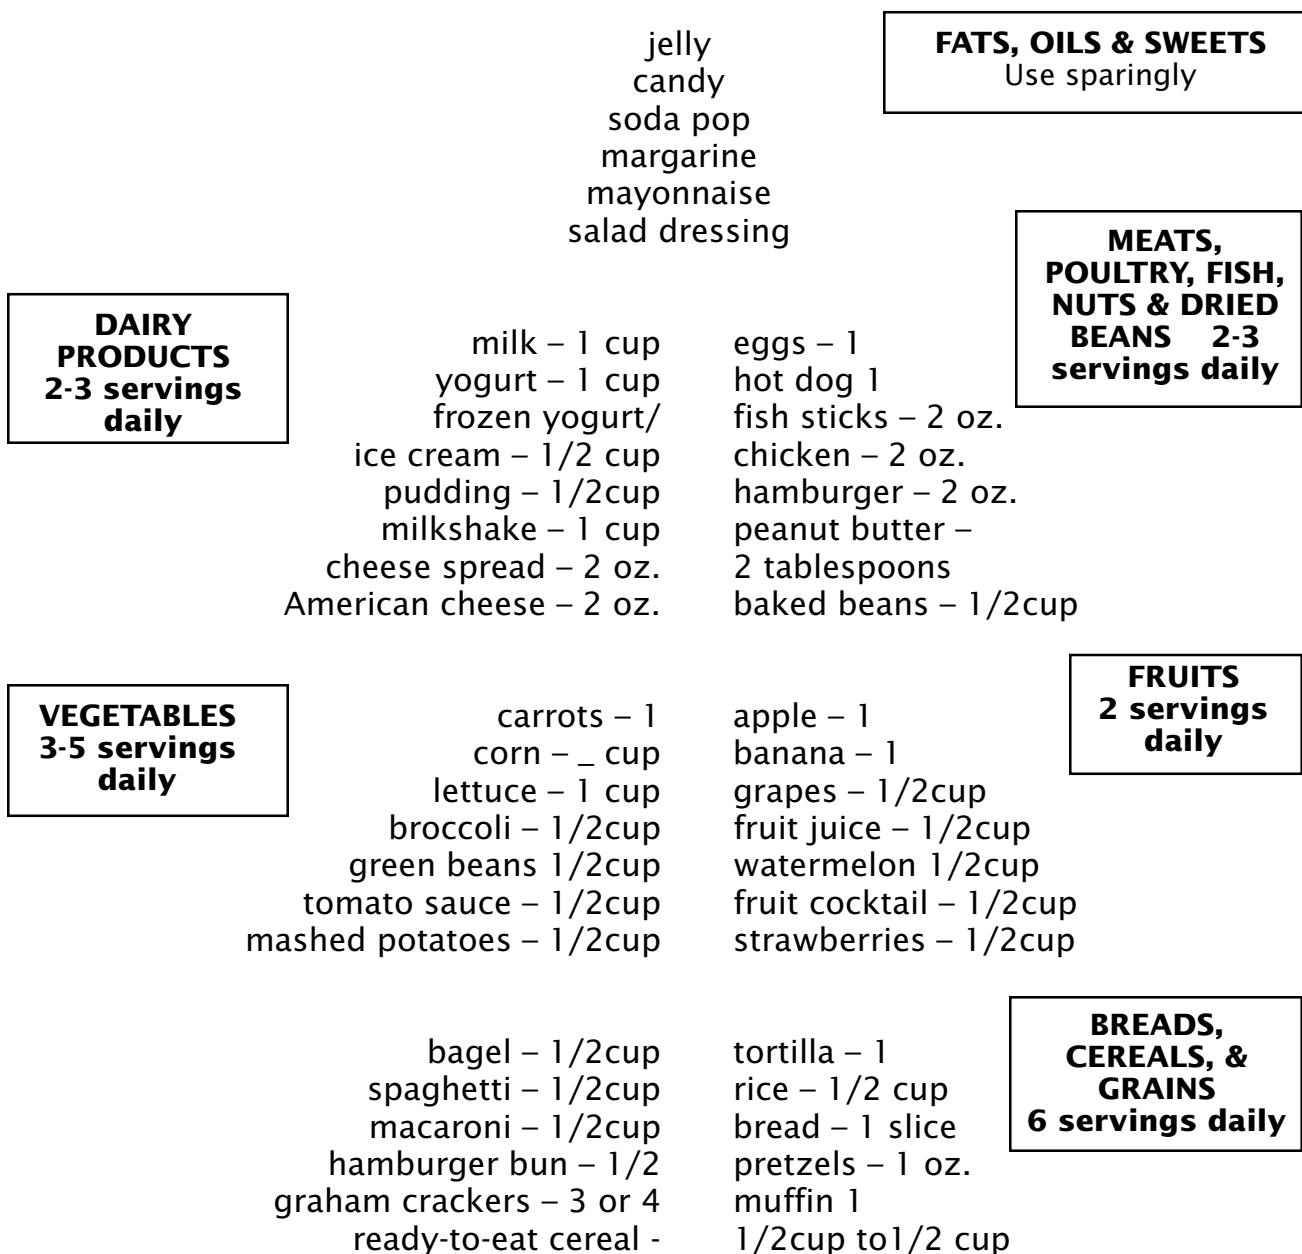 jelly
candy
soda pop
margarine
mayonnaise
salad dressing
FATS, OILS & SWEETS
Use sparingly
MEATS,
POULTRY, FISH,
NUTS & DRIED
BEANS 2-3
servings daily
DAIRY
PRODUCTS
2-3 servings
daily
milk – 1 cup
yogurt – 1 cup
frozen yogurt/
ice cream – 1/2 cup
pudding – 1/2cup
milkshake – 1 cup
cheese spread – 2 oz.
American cheese – 2 oz.
eggs – 1
hot dog 1
fish sticks – 2 oz.
chicken – 2 oz.
hamburger – 2 oz.
peanut butter –
2 tablespoons
baked beans – 1/2cup
VEGETABLES
3-5 servings
daily
carrots – 1
corn – _ cup
lettuce – 1 cup
broccoli – 1/2cup
green beans 1/2cup
tomato sauce – 1/2cup
mashed potatoes – 1/2cup
apple – 1
banana – 1
grapes – 1/2cup
fruit juice – 1/2cup
watermelon 1/2cup
fruit cocktail – 1/2cup
strawberries – 1/2cup
FRUITS
2 servings
daily
bagel – 1/2cup
spaghetti – 1/2cup
macaroni – 1/2cup
hamburger bun – 1/2
graham crackers – 3 or 4
ready-to-eat cereal -
tortilla – 1
rice – 1/2 cup
bread – 1 slice
pretzels – 1 oz.
muffin 1
1/2cup to1/2 cup
BREADS,
CEREALS, &
GRAINS
6 servings daily